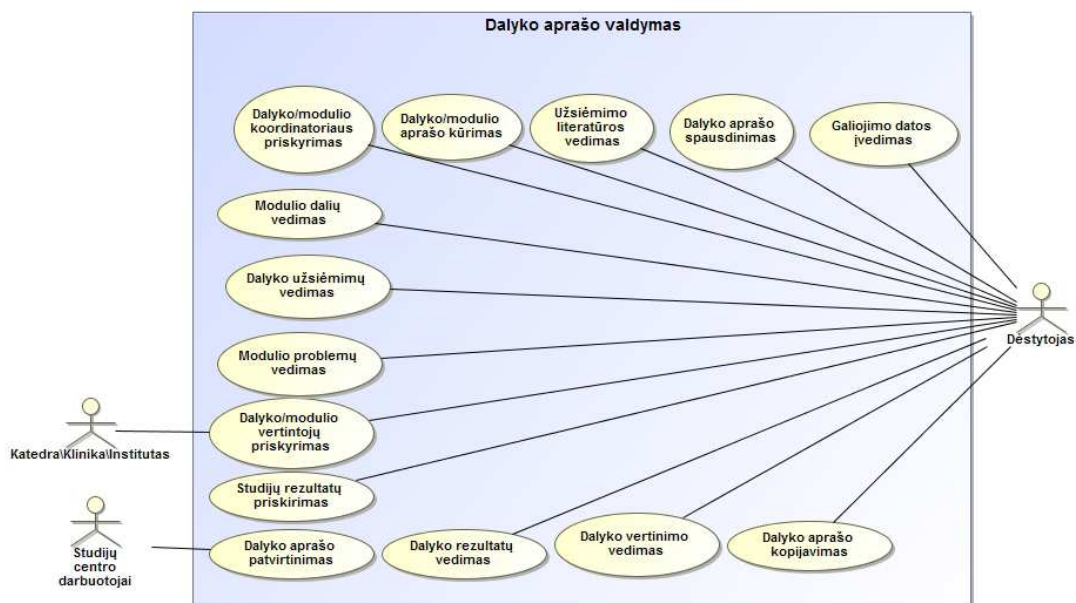 Dalyko aprašo valdymas
Dalyko/modulio
koordinatoriaus
priskyrimas
Dalyko/modulio
aprašo kūrimas
Užsiėmimo
literatūros
vedimas
Dalyko aprašo
spausdinimas
Galiojimo datos
įvedimas
Modulio dalių
vedimas
Dalyko užsiėmimų
vedimas
Dėstytojas
Modulio problemų
vedimas
Dalyko/modulio
vertintojų
priskyrimas
Katedra\Klinika\Institutas
Studijų rezultatų
priskirimas
Studijų
centro
darbuotojai
Dalyko aprašo
patvirtinimas
Dalyko rezultatų
vedimas
Dalyko vertinimo
vedimas
Dalyko aprašo
kopijavimas